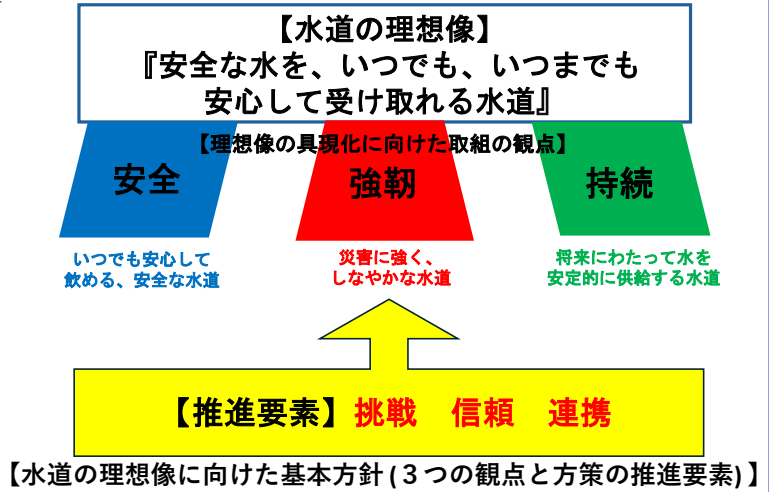 【水道の理想像】
『安全な水を、いつでも、いつまでも
安心して受け取れる水道』
【理想像の具現化に向けた取組の観点】
安全
強靭
持続
いつでも安心して
飲める、安全な水道
災害に強く、
しなやかな水道
将来にわたって水を
安定的に供給する水道
【推進要素】挑戦　信頼　連携
【水道の理想像に向けた基本方針(３つの観点と方策の推進要素)】